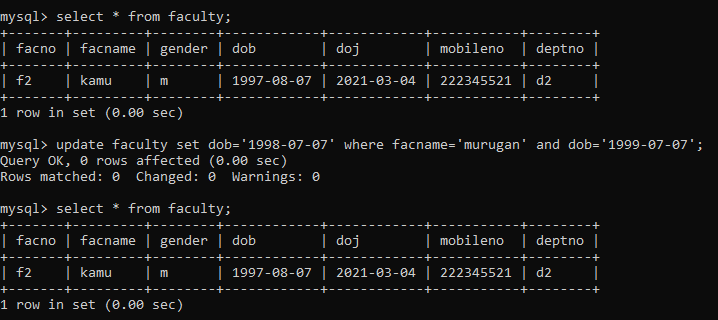 mysql> select * from faculty;
+-------+---------+--------+------------+------------+-----------+--------+
| facno | facname | gender | dob        | doj        | mobileno  | deptno |
+-------+---------+--------+------------+------------+-----------+--------+
| f2    | kamu    | m      | 1997-08-07 | 2021-03-04 | 222345521 | d2     |
+-------+---------+--------+------------+------------+-----------+--------+
1 row in set (0.00 sec)
mysql> update faculty set dob='1998-07-07' where facname='murugan' and dob='1999-07-07';
Query OK, 0 rows affected (0.00 sec)
Rows matched: 0  Changed: 0  Warnings: 0
mysql> select * from faculty;
+-------+---------+--------+------------+------------+-----------+--------+
| facno | facname | gender | dob        | doj        | mobileno  | deptno |
+-------+---------+--------+------------+------------+-----------+--------+
| f2    | kamu    | m      | 1997-08-07 | 2021-03-04 | 222345521 | d2     |
+-------+---------+--------+------------+------------+-----------+--------+
1 row in set (0.00 sec)